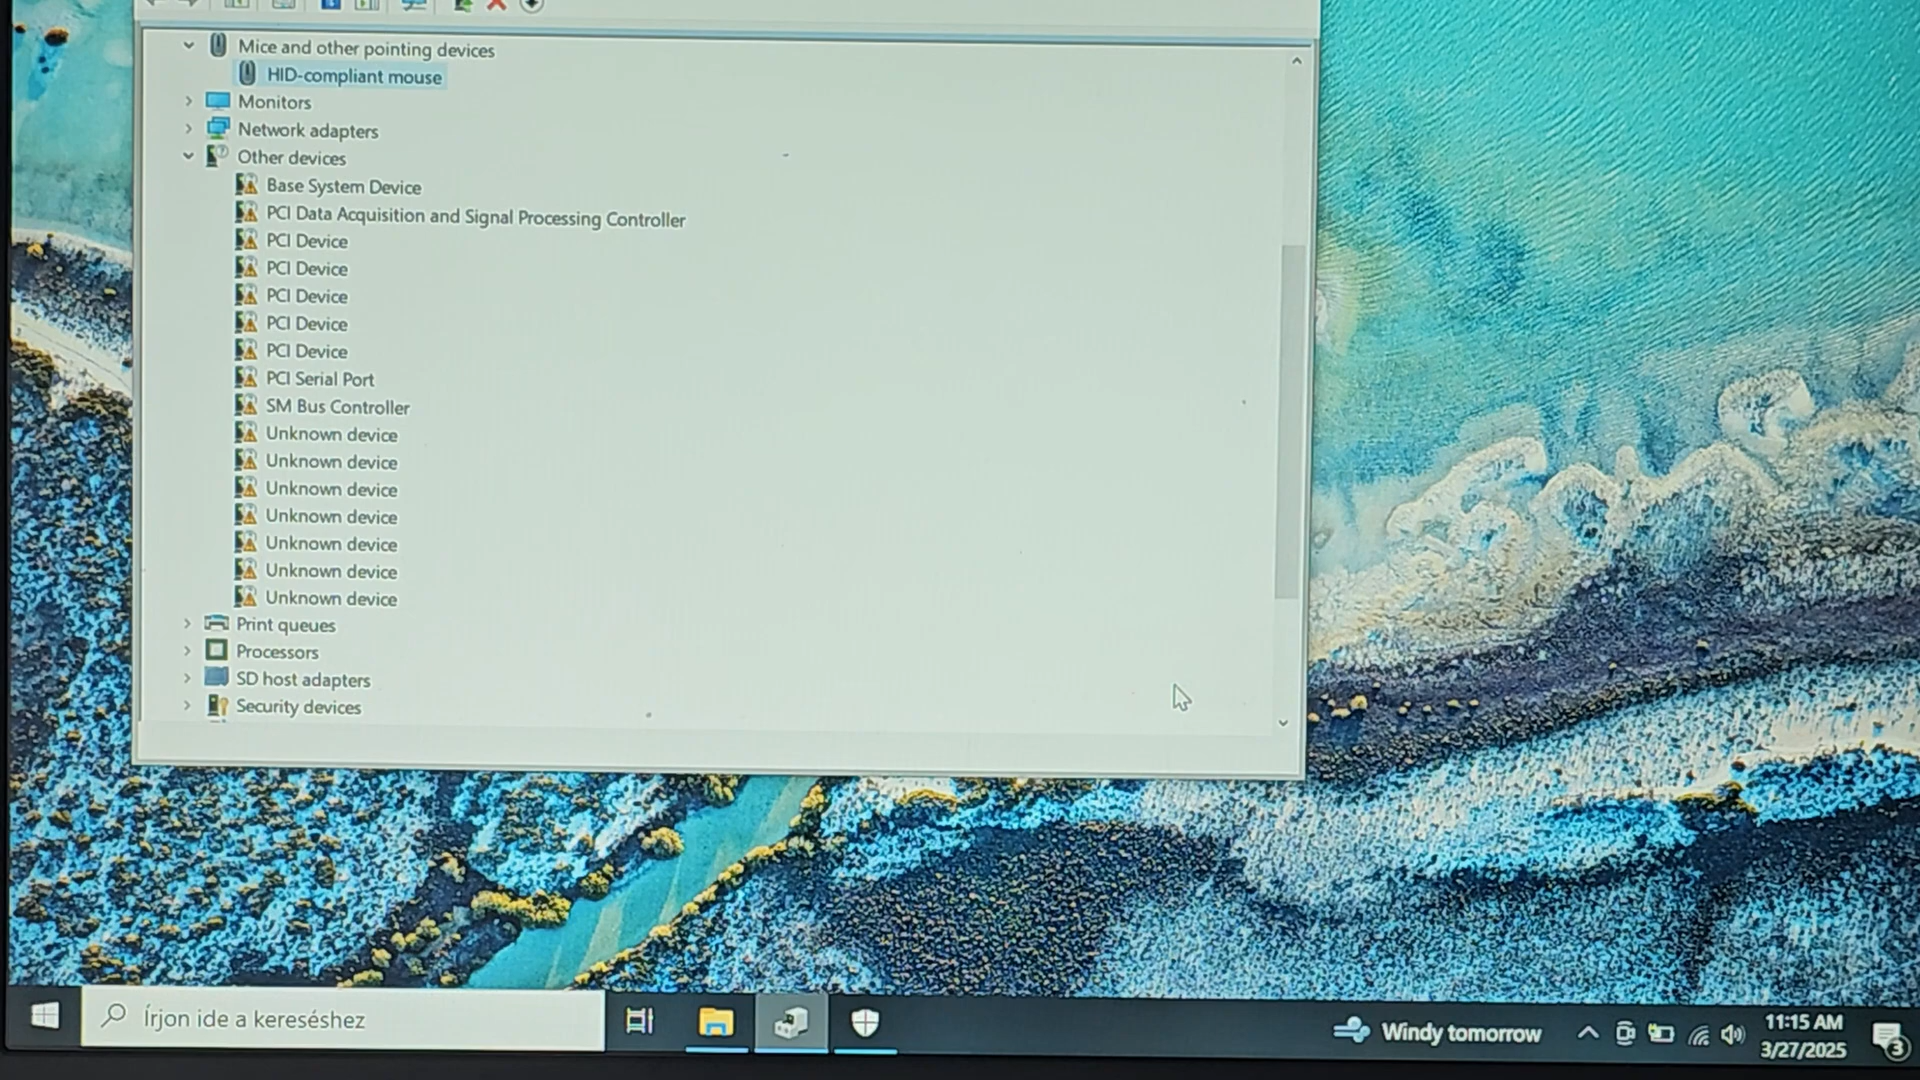 Mice and other pointing devices
HID-compliant mouse
Monitors
Network adapters
Other devices
Base System Device
PCI Data Acquisition and Signal Processing Controller
PCI Device
PCI Device
PCI Device
PCI Device
PCI Device
PCI Serial Port
SM Bus Controller
Unknown device
Unknown device
Unknown device
Unknown device
Unknown device
Unknown device
Unknown device
Print queues
Processors
SD host adapters
Security devices
Írjon ide a kereséshez
Windy tomorrow
11:15 AM
3/27/2025
3